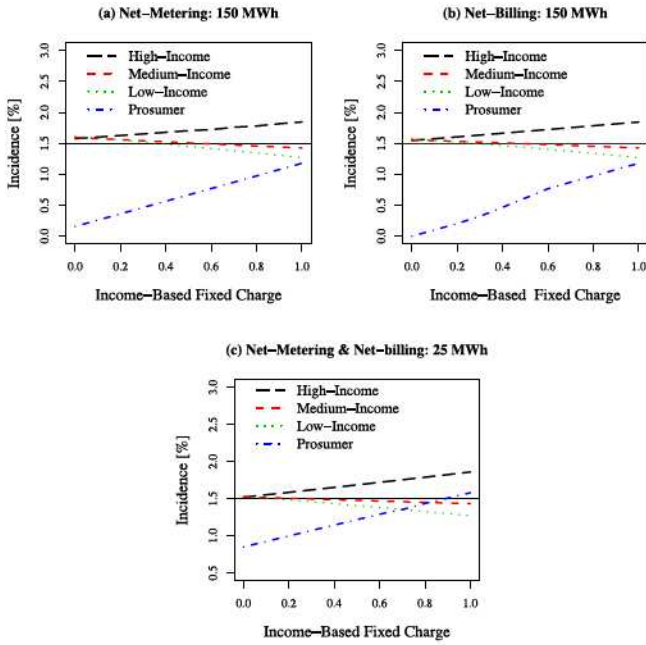 (a) Net−Metering: 150 MWh
Incidence [%]
3.0
2.5
2.0
1.5
1.0
0.5
0.0
High−Income
Medium−Income
Low−Income
Prosumer
0.0 0.2 0.4 0.6 0.8 1.0
Income−Based Fixed Charge
(b) Net−Billing: 150 MWh
Incidence [%]
3.0
2.5
2.0
1.5
1.0
0.5
0.0
High−Income
Medium−Income
Low−Income
Prosumer
0.0 0.2 0.4 0.6 0.8 1.0
Income−Based Fixed Charge
(c) Net−Metering & Net−billing: 25 MWh
Incidence [%]
3.0
2.5
2.0
1.5
1.0
0.5
High−Income
Medium−Income
Low−Income
Prosumer
0.0 0.2 0.4 0.6 0.8 1.0
Income−Based Fixed Charge